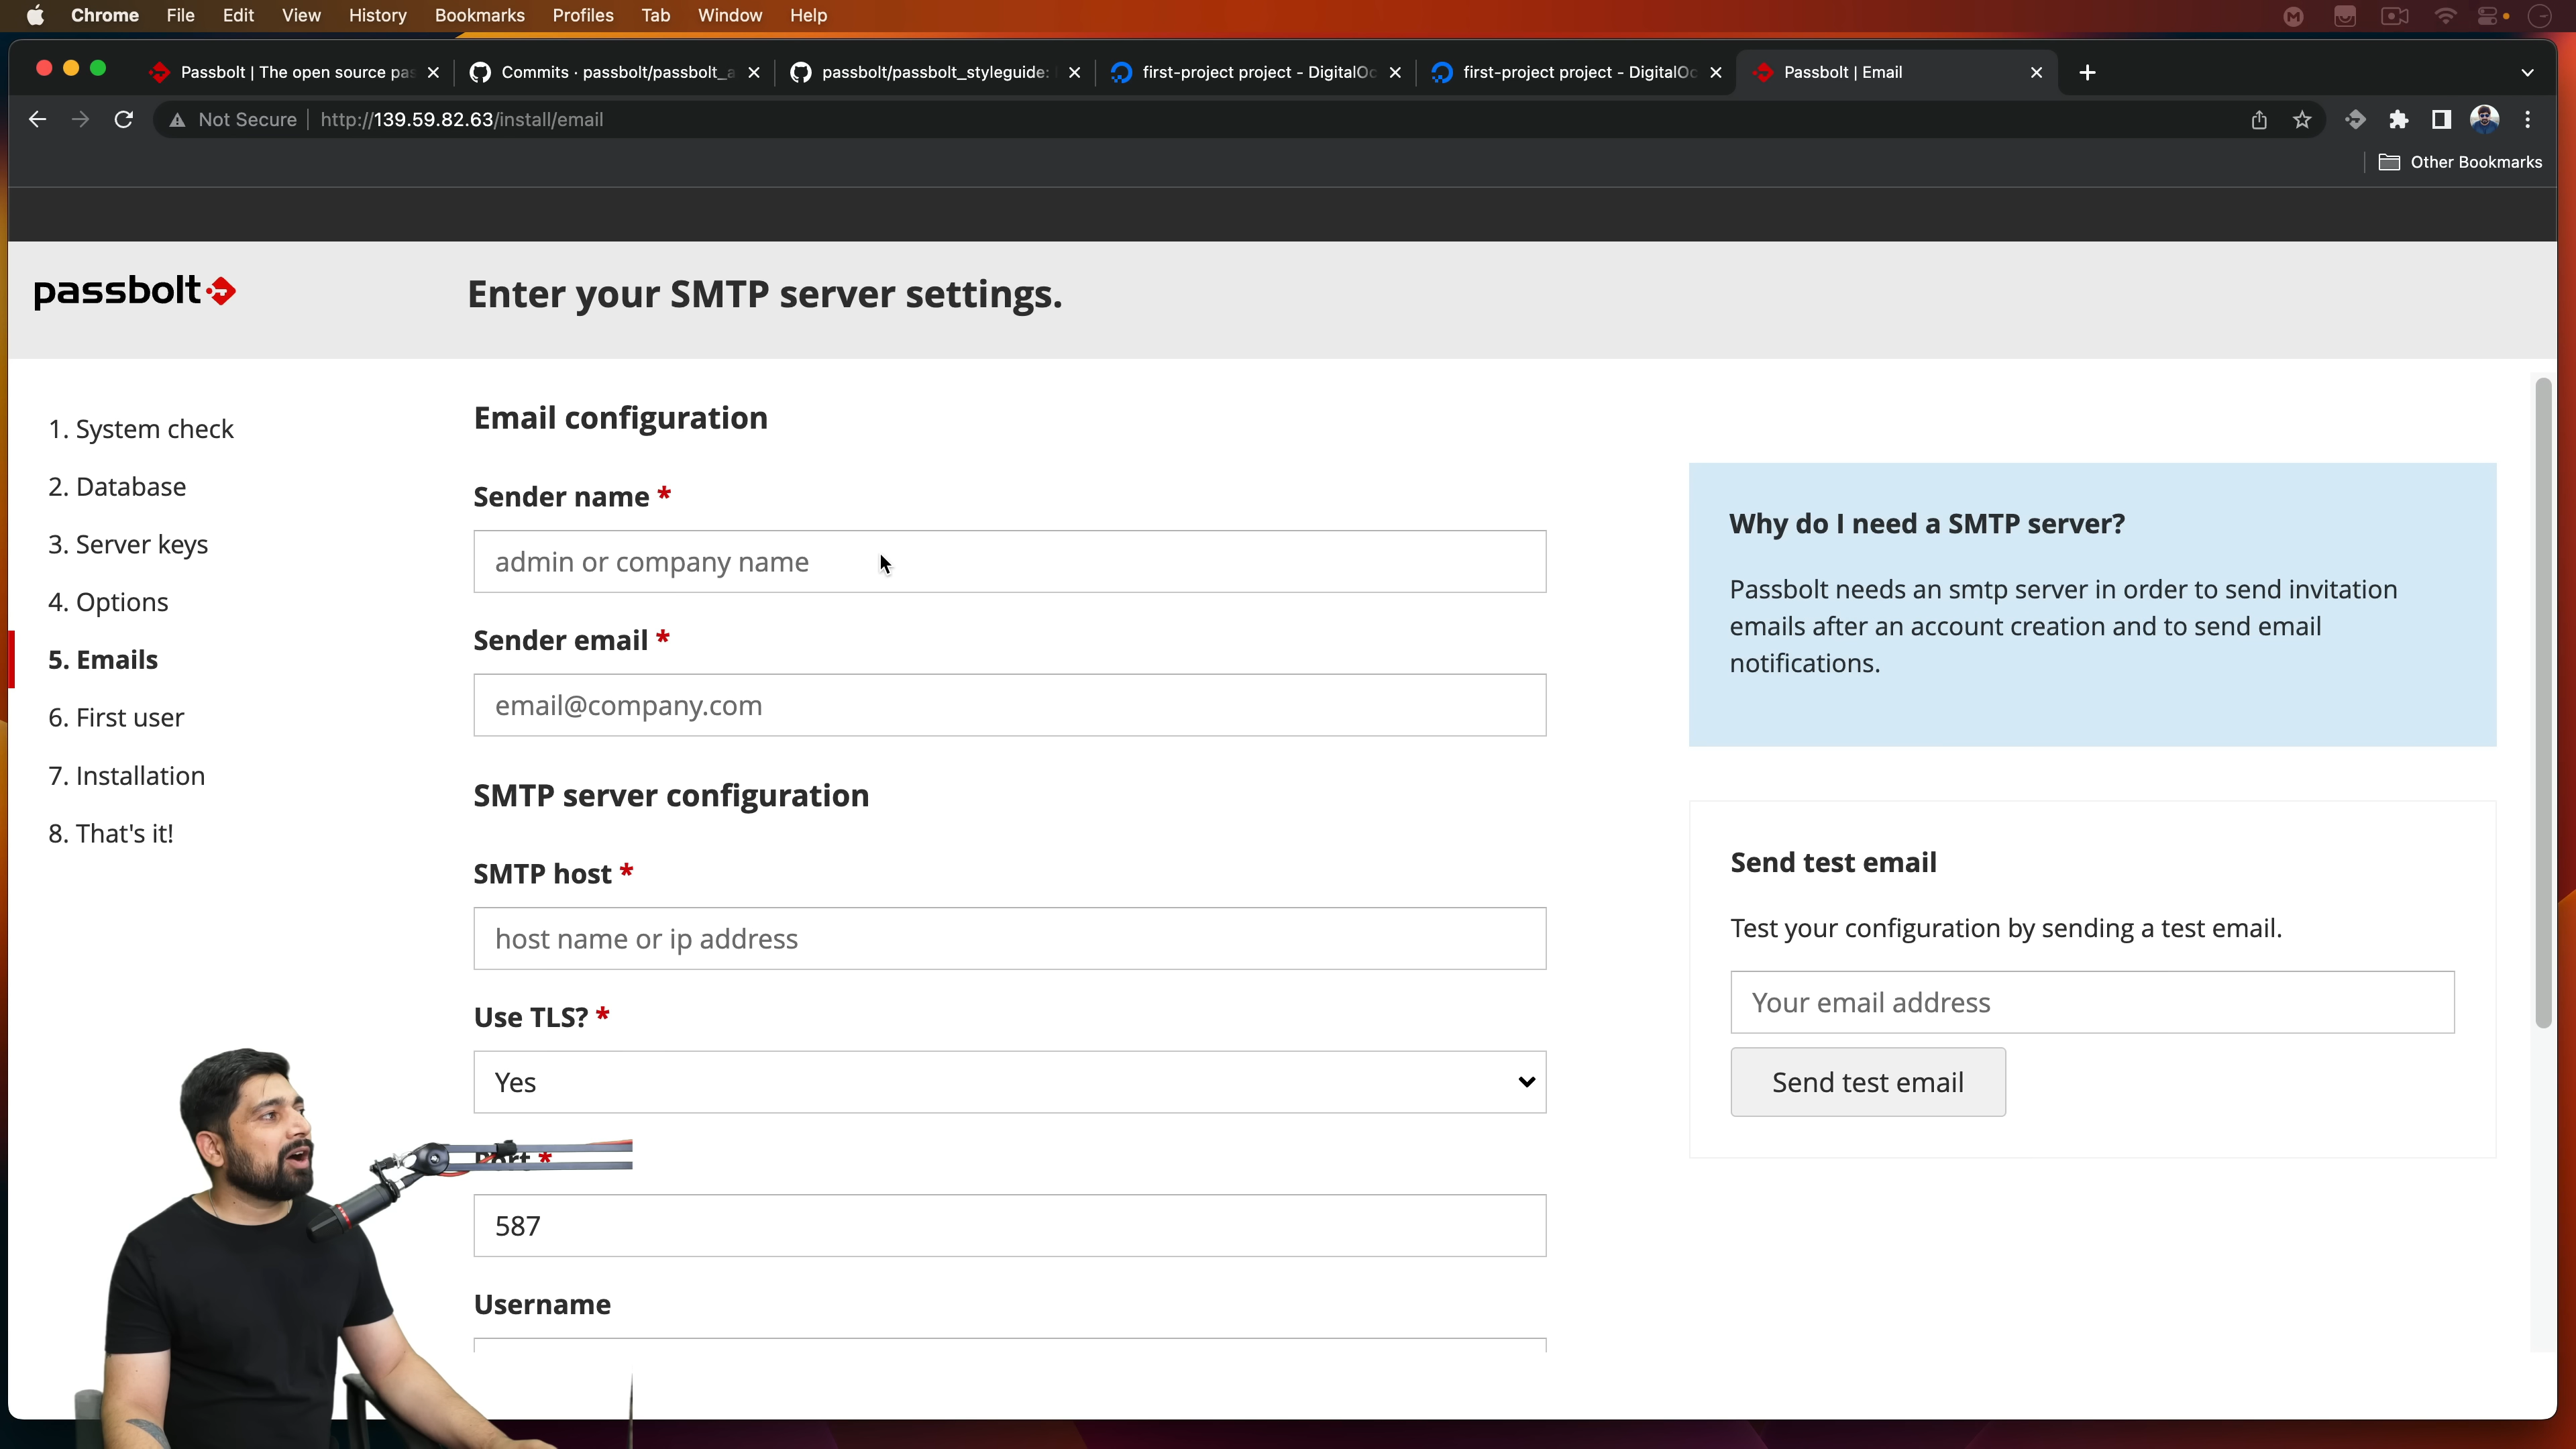 Chrome File Edit View History Bookmarks Profiles Tab Window Help
Passbolt | The open source pas
Commits · passbolt/passbolt_a
passbolt/passbolt_styleguide:
first-project project - DigitalOc
first-project project - DigitalOc
Passbolt | Email
Not Secure http://139.59.82.63/install/email
Other Bookmarks
passbolt
Enter your SMTP server settings.
1. System check
2. Database
3. Server keys
4. Options
5. Emails
6. First user
7. Installation
8. That's it!
Email configuration
Sender name *
admin or company name
Sender email *
email@company.com
SMTP server configuration
SMTP host *
host name or ip address
Use TLS? *
Yes
Port *
587
Username
Why do I need a SMTP server?
Passbolt needs an smtp server in order to send invitation
emails after an account creation and to send email
notifications.
Send test email
Test your configuration by sending a test email.
Your email address
Send test email